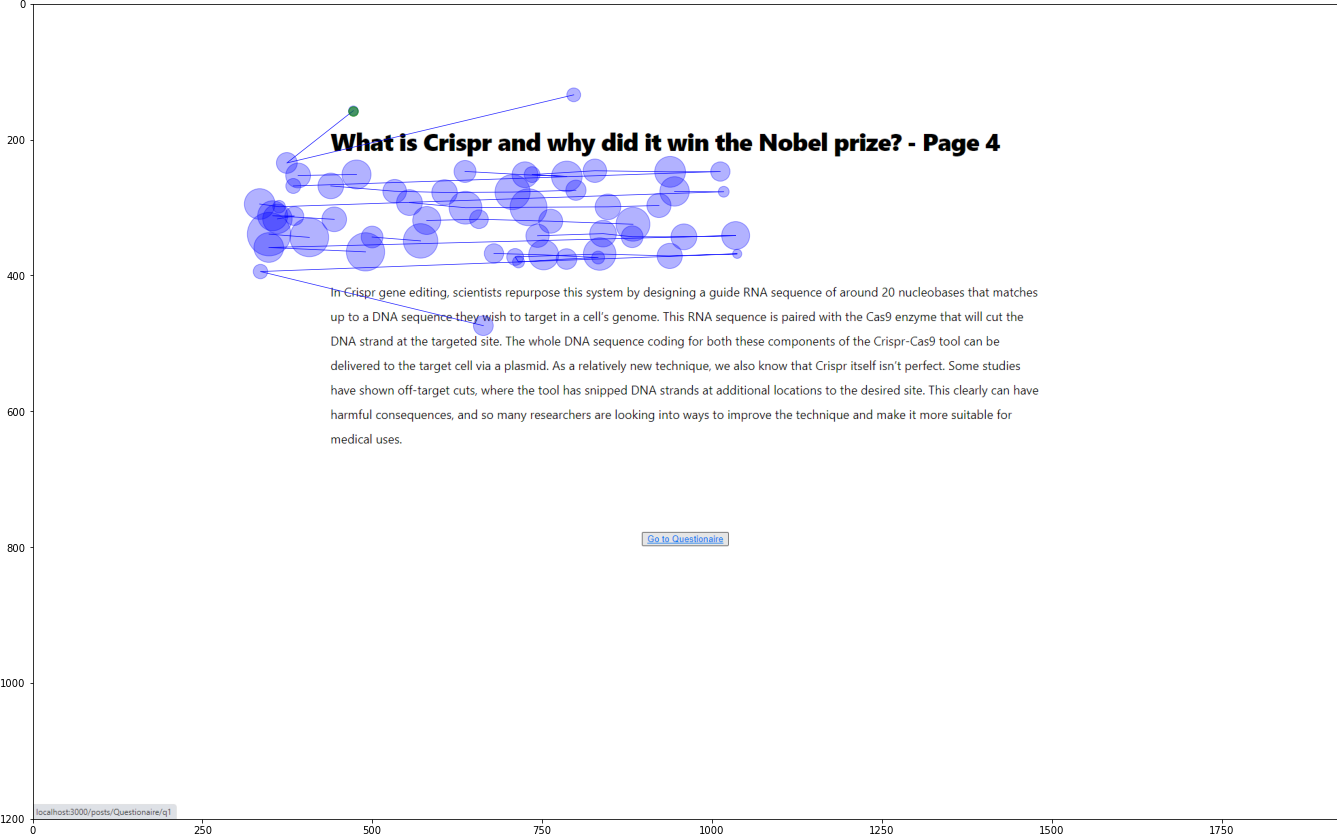 0
200
What is Crispr and why did it win the Nobel prize? - Page 4
400
In Crispr gene editing, scientists repurpose this system by designing a guide RNA sequence of around 20 nucleobases that matches
up to a DNA sequence they wish to target in a cell's genome. This RNA sequence is paired with the Cas9 enzyme that will cut the
DNA strand at the targeted site. The whole DNA sequence coding for both these components of the Crispr-Cas9 tool can be
delivered to the target cell via a plasmid. As a relatively new technique, we also know that Crispr itself isn't perfect. Some studies
have shown off-target cuts, where the tool has snipped DNA strands at additional locations to the desired site. This clearly can have
600
harmful consequences, and so many researchers are looking into ways to improve the technique and make it more suitable for
medical uses.
Go to Questionaire
800
1000
localhost:3000/posts/Questionaire/q1
1200
0 250 500 750 1000 1250 1500 1750